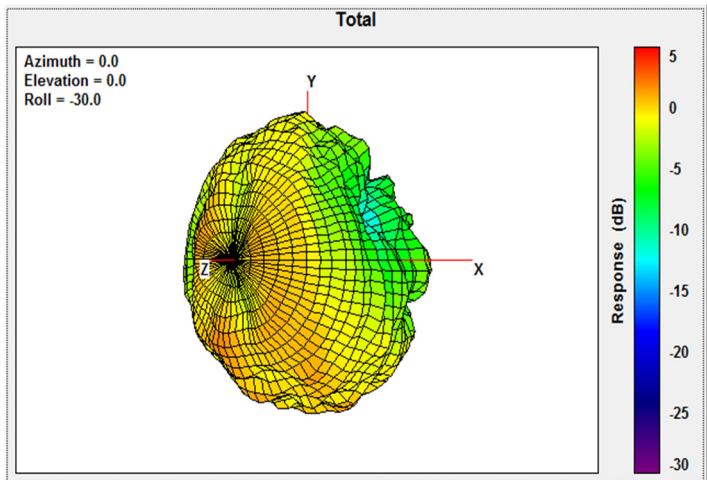 Total
Azimuth = 0.0
Elevation = 0.0
Roll = -30.0
Y
Z
X
5
0
-5
-10
-15
-20
-25
-30
Response (dB)